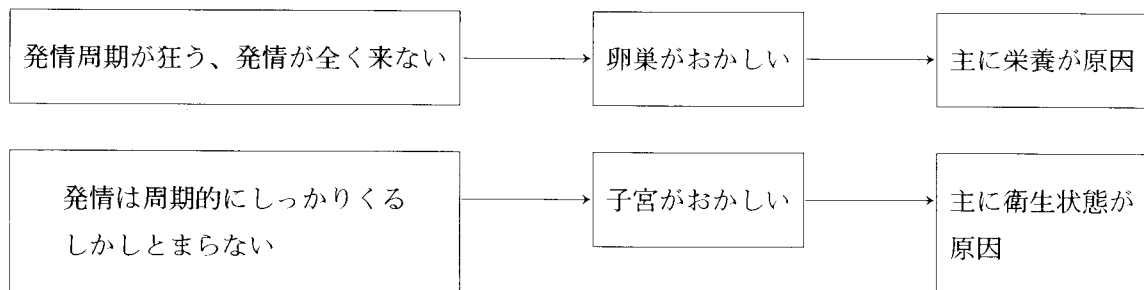 発情周期が狂う、発情が全く来ない
卵巣がおかしい
主に栄養が原因
発情は周期的にしっかりくる
しかしとまらない
子宮がおかしい
主に衛生状態が
原因